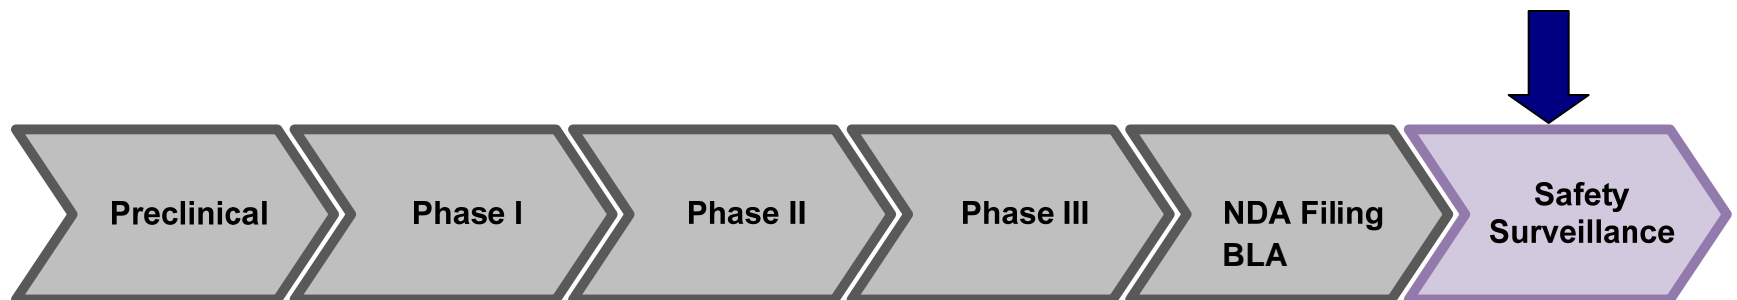 Preclinical
Phase I
Phase II
Phase III
NDA Filing
BLA
Safety
Surveillance